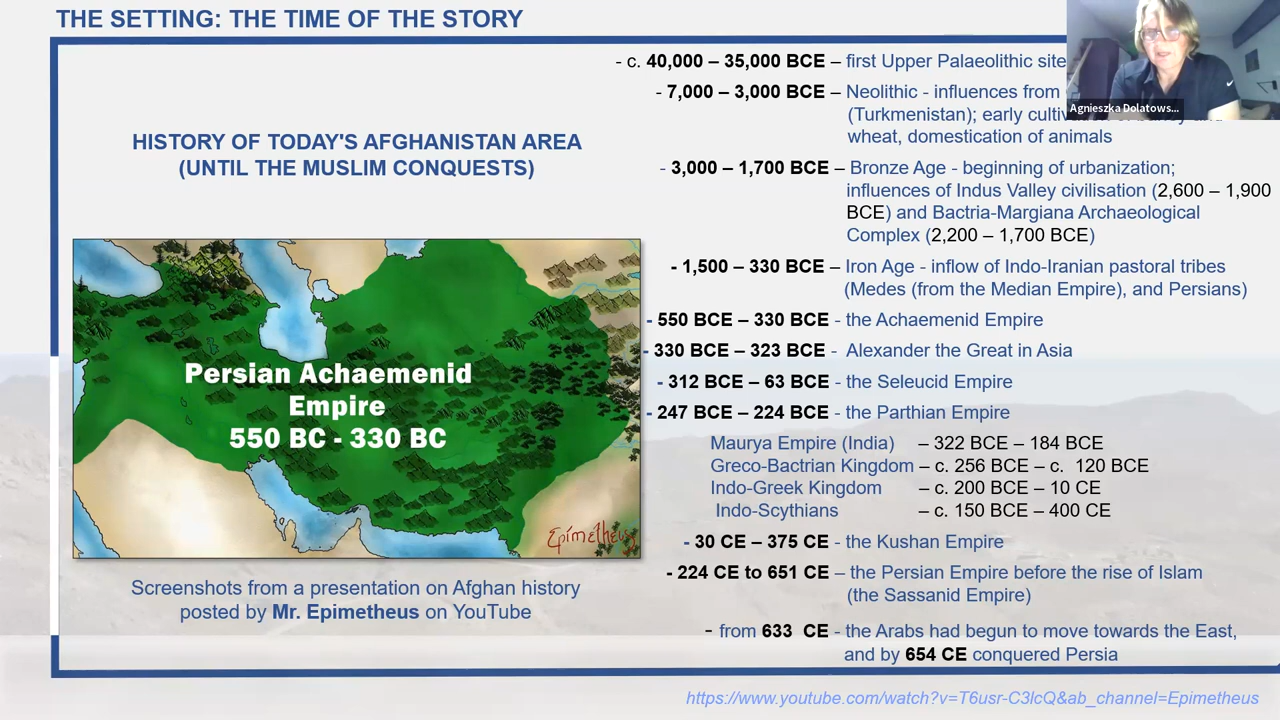 THE SETTING: THE TIME OF THE STORY
HISTORY OF TODAY'S AFGHANISTAN AREA
(UNTIL THE MUSLIM CONQUESTS)
Persian Achaemenid
Empire
550 BC - 330 BC
Epimetheus
Screenshots from a presentation on Afghan history
posted by Mr. Epimetheus on YouTube
- c. 40,000 – 35,000 BCE – first Upper Palaeolithic site
- 7,000 – 3,000 BCE – Neolithic - influences from
(Turkmenistan); early
wheat, domestication of animals
- 3,000 – 1,700 BCE – Bronze Age - beginning of urbanization;
influences of Indus Valley civilisation (2,600 – 1,900
BCE) and Bactria-Margiana Archaeological
Complex (2,200 – 1,700 BCE)
- 1,500 – 330 BCE – Iron Age - inflow of Indo-Iranian pastoral tribes
(Medes (from the Median Empire), and Persians)
- 550 BCE – 330 BCE - the Achaemenid Empire
- 330 BCE – 323 BCE - Alexander the Great in Asia
- 312 BCE – 63 BCE - the Seleucid Empire
- 247 BCE – 224 BCE - the Parthian Empire
Maurya Empire (India) – 322 BCE – 184 BCE
Greco-Bactrian Kingdom – c. 256 BCE – c. 120 BCE
Indo-Greek Kingdom – c. 200 BCE – 10 CE
Indo-Scythians – c. 150 BCE – 400 CE
- 30 CE – 375 CE - the Kushan Empire
- 224 CE to 651 CE – the Persian Empire before the rise of Islam
(the Sassanid Empire)
- from 633 CE - the Arabs had begun to move towards the East,
and by 654 CE conquered Persia
https://www.youtube.com/watch?v=T6usr-C3lcQ&ab_channel=Epimetheus
Agnieszka Dolatows...